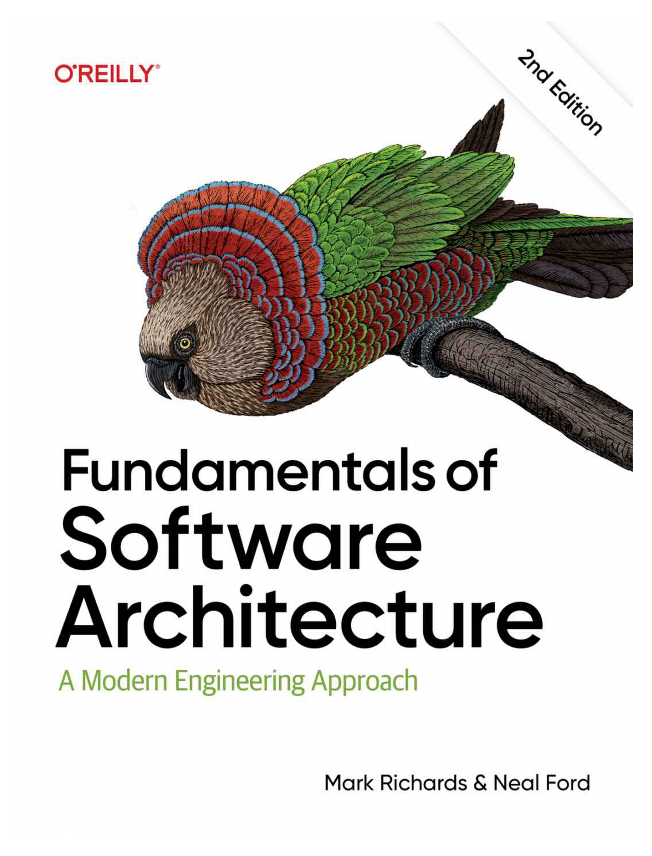 O'REILLY®
2nd Edition
Fundamentals of
Software
Architecture
A Modern Engineering Approach
Mark Richards & Neal Ford